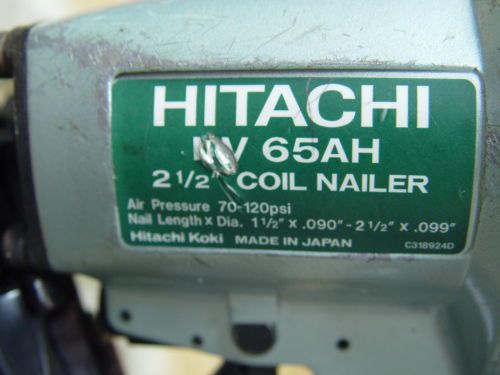 HITACHI
V 65AH
2 1/2" COIL NAILER
Air Pressure 70-120psi
Nail Length x Dia. 1 1/2" x .090"- 2 1/2" x .099"
Hitachi Koki MADE IN JAPAN C318924D